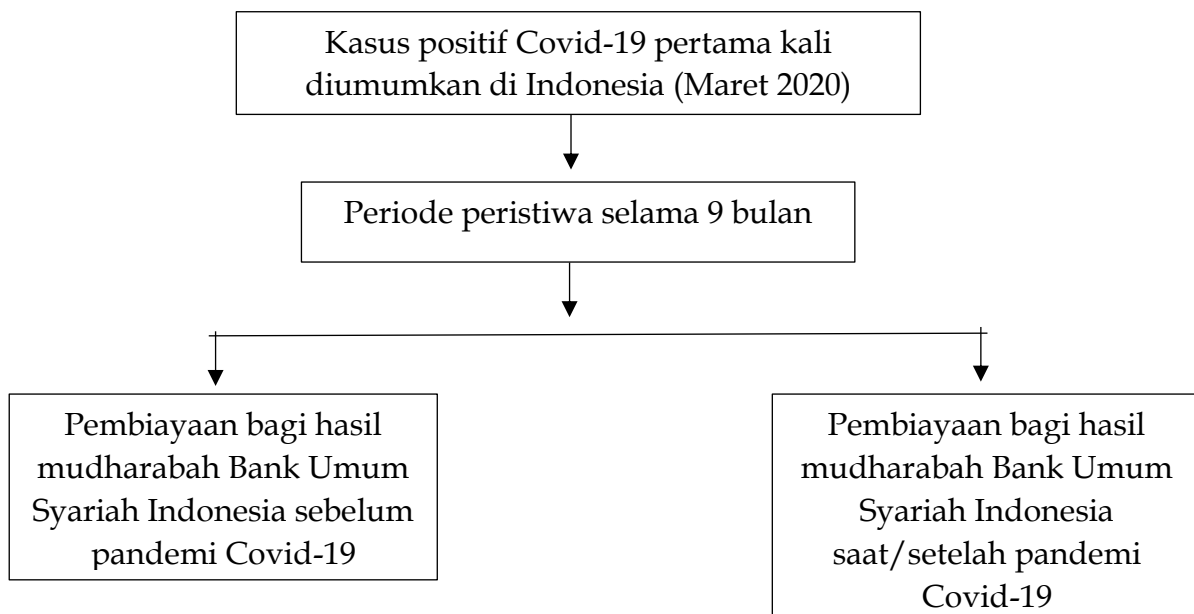 Kasus positif Covid-19 pertama kali
diumumkan di Indonesia (Maret 2020)
Periode peristiwa selama 9 bulan
Pembiayaan bagi hasil
mudharabah Bank Umum
Syariah Indonesia sebelum
pandemi Covid-19
Pembiayaan bagi hasil
mudharabah Bank Umum
Syariah Indonesia
saat/setelah pandemi
Covid-19